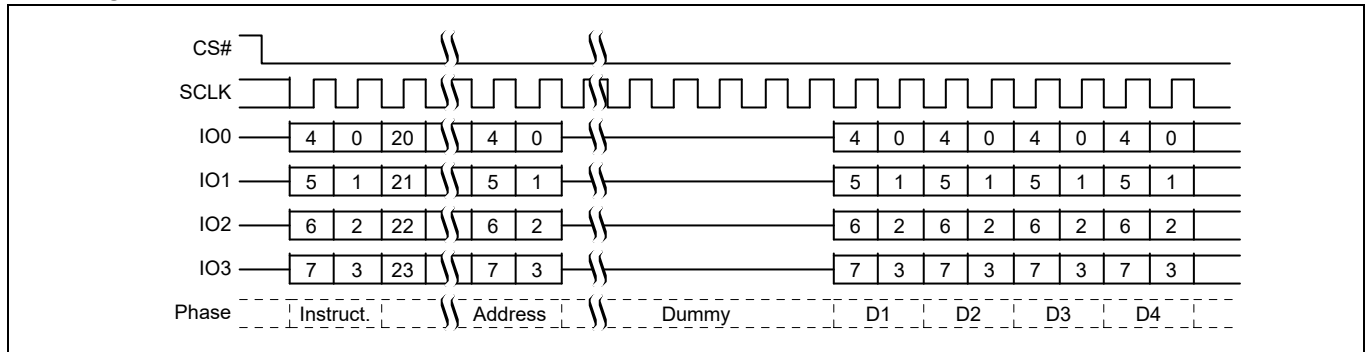 CS#
SCLK
IO0 4 0 20 4 0 4 0 4 0 4 0 4 0
IO1 5 1 21 5 1 5 1 5 1 5 1 5 1
IO2 6 2 22 6 2 6 2 6 2 6 2 6 2
IO3 7 3 23 7 3 7 3 7 3 7 3 7 3
Phase Instruct. Address Dummy D1 D2 D3 D4